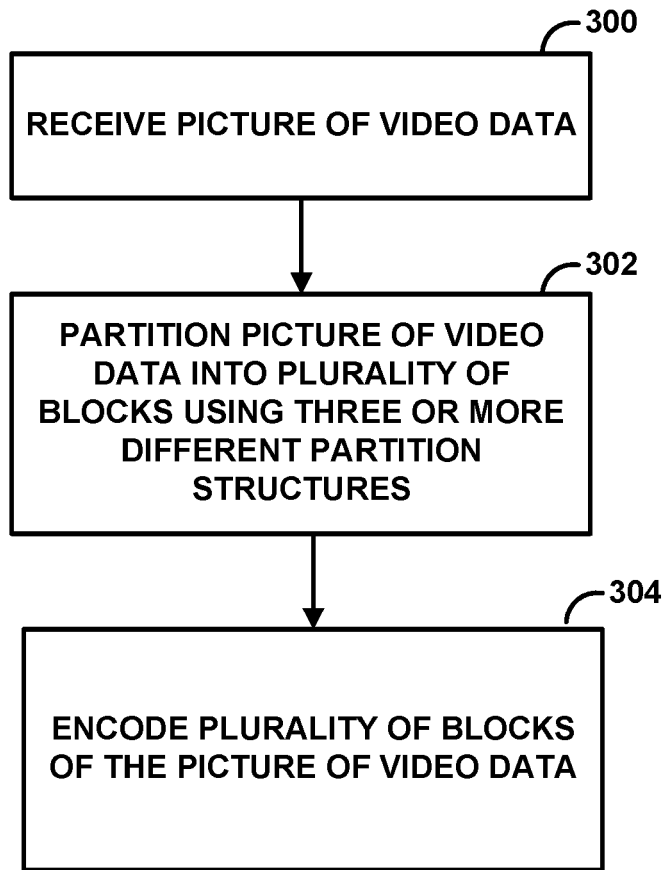 300
RECEIVE PICTURE OF VIDEO DATA
302
PARTITION PICTURE OF VIDEO
DATA INTO PLURALITY OF
BLOCKS USING THREE OR MORE
DIFFERENT PARTITION
STRUCTURES
304
ENCODE PLURALITY OF BLOCKS
OF THE PICTURE OF VIDEO DATA